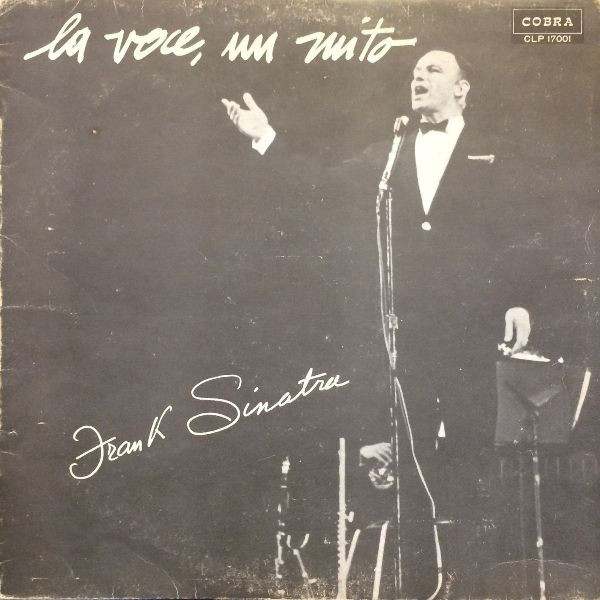 la voce, un mito
COBRA
CLP 17001
Frank Sinatra